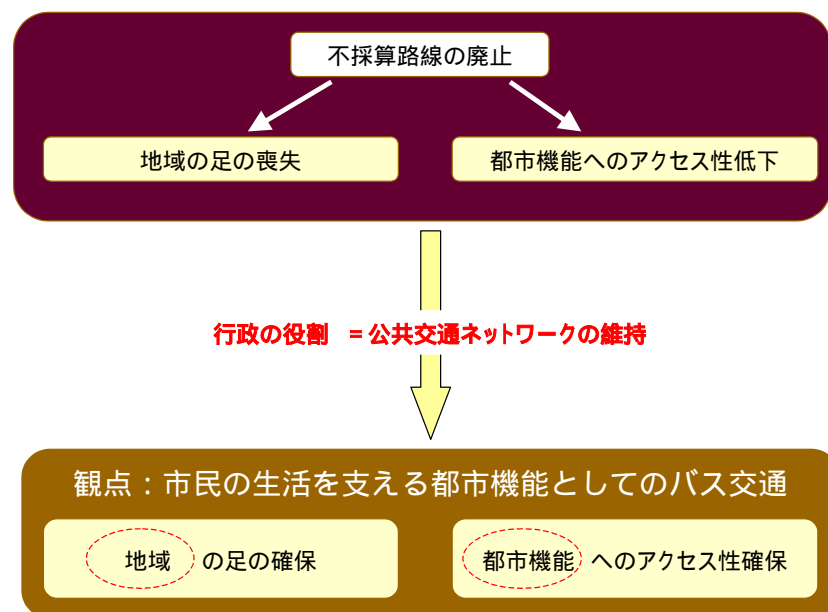 不採算路線の廃止
地域の足の喪失
都市機能へのアクセス性低下
行政の役割 =公共交通ネットワークの維持
観点：市民の生活を支える都市機能としてのバス交通
地域 の足の確保
都市機能 へのアクセス性確保